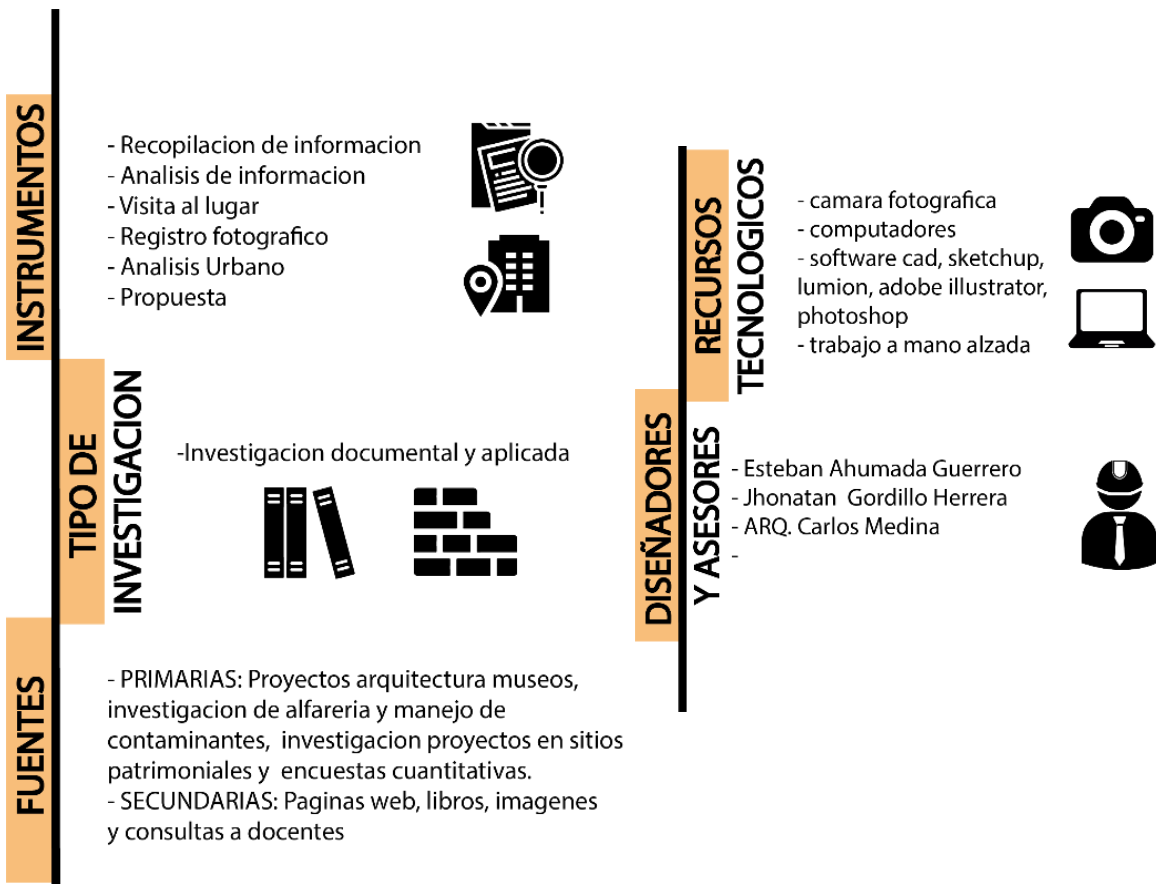 INSTRUMENTOS
- Recopilacion de informacion
- Analisis de informacion
- Visita al lugar
- Registro fotografico
- Analisis Urbano
- Propuesta
TIPO DE
INVESTIGACION
-Investigacion documental y aplicada
FUENTES
- PRIMARIAS: Proyectos arquitectura museos,
investigacion de alfareria y manejo de
contaminantes,  investigacion proyectos en sitios
patrimoniales y  encuestas cuantitativas.
- SECUNDARIAS: Paginas web, libros, imagenes
y consultas a docentes
RECURSOS
TECNOLOGICOS
- camara fotografica
- computadores
- software cad, sketchup,
lumion, adobe illustrator,
photoshop
- trabajo a mano alzada
DISEÑADORES
Y ASESORES
- Esteban Ahumada Guerrero
- Jhonatan  Gordillo Herrera
- ARQ. Carlos Medina
-